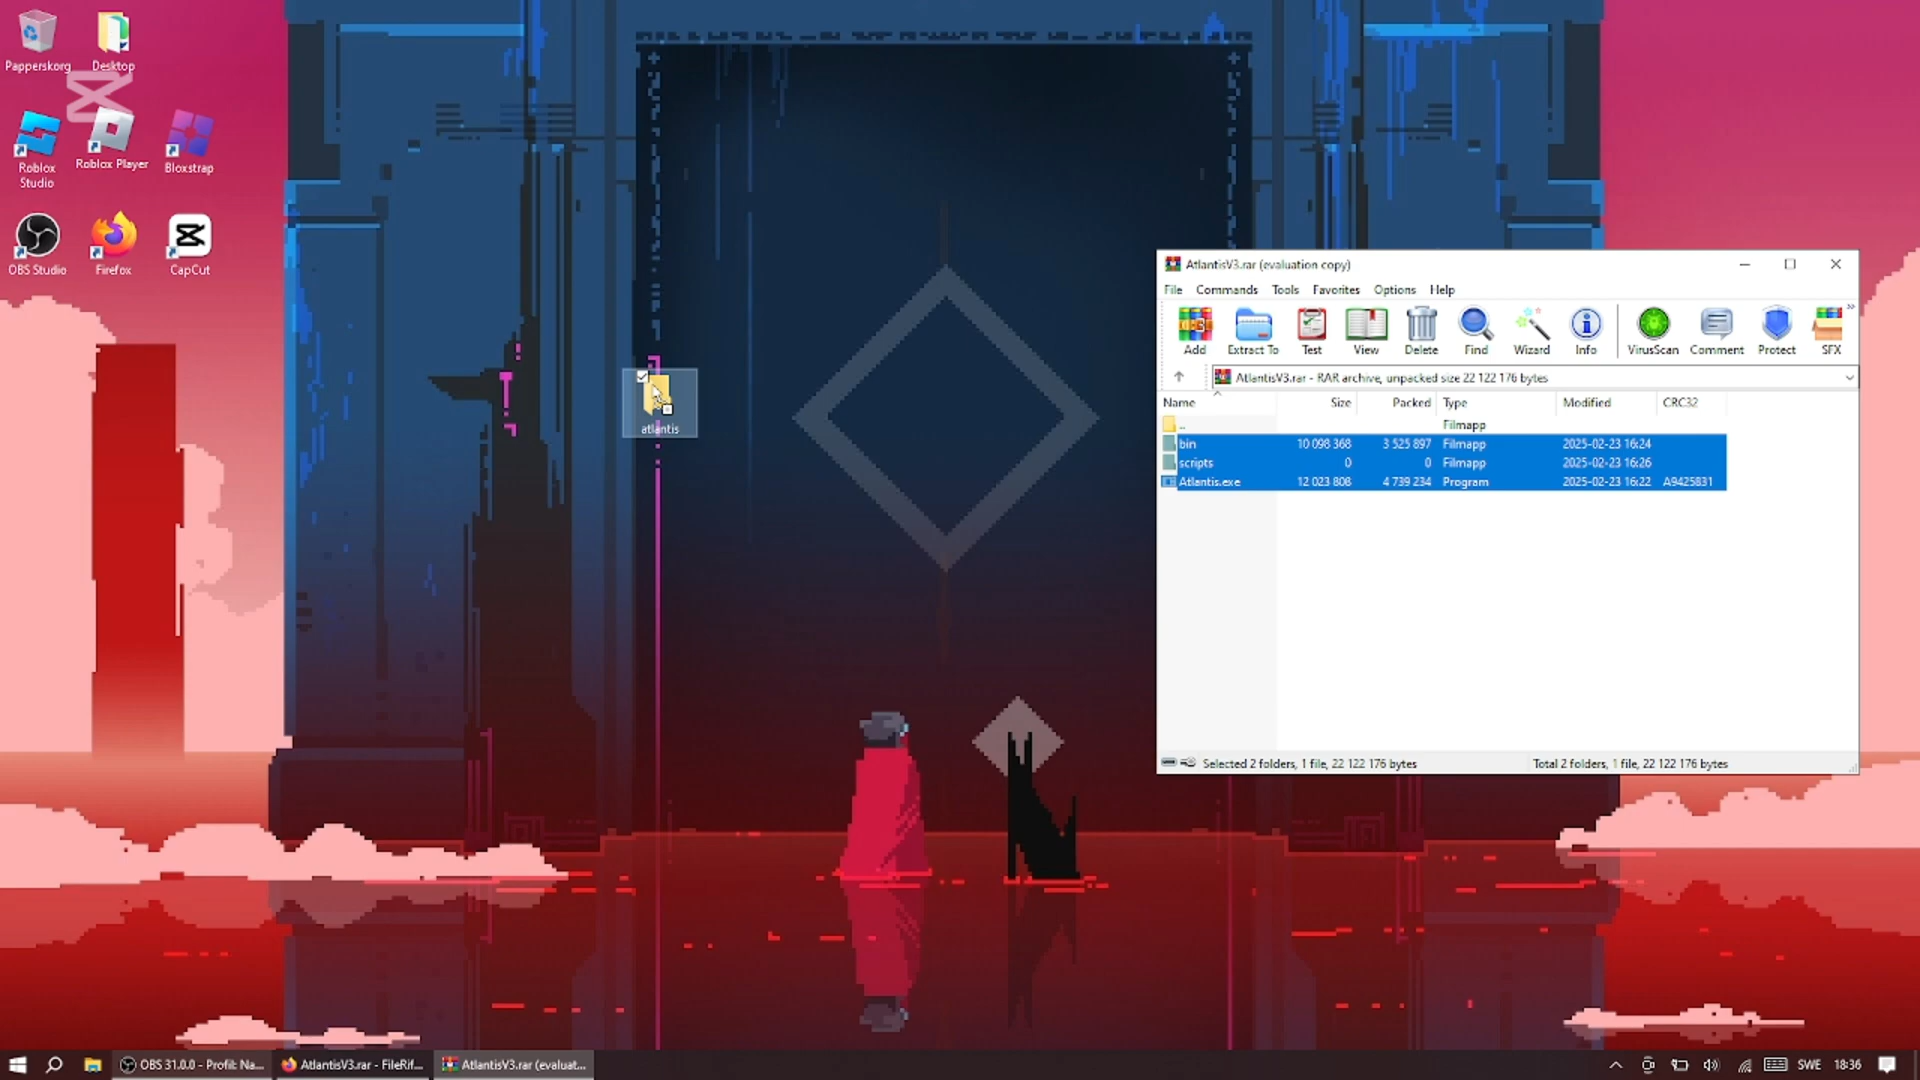 Papperskorg
Desktop
Roblox Studio
Roblox Player
Bloxstrap
OBS Studio
Firefox
CapCut
atlantis
AtlantisV3.rar (evaluation copy)
File Commands Tools Favorites Options Help
Add Extract To Test View Delete Find Wizard Info VirusScan Comment Protect SFX
AtlantisV3.rar - RAR archive, unpacked size 22 122 176 bytes
Name Size Packed Type Modified CRC32
.. Filmapp
bin 10 098 368 3 525 897 Filmapp 2025-02-23 16:24
scripts 0 0 Filmapp 2025-02-23 16:26
Atlantis.exe 12 023 808 4 739 234 Program 2025-02-23 16:22 A9425831
Selected 2 folders, 1 file, 22 122 176 bytes Total 2 folders, 1 file, 22 122 176 bytes
OBS 31.0.0 - Profil: Na... AtlantisV3.rar - FileRif... AtlantisV3.rar (evaluat... SWE 18:36